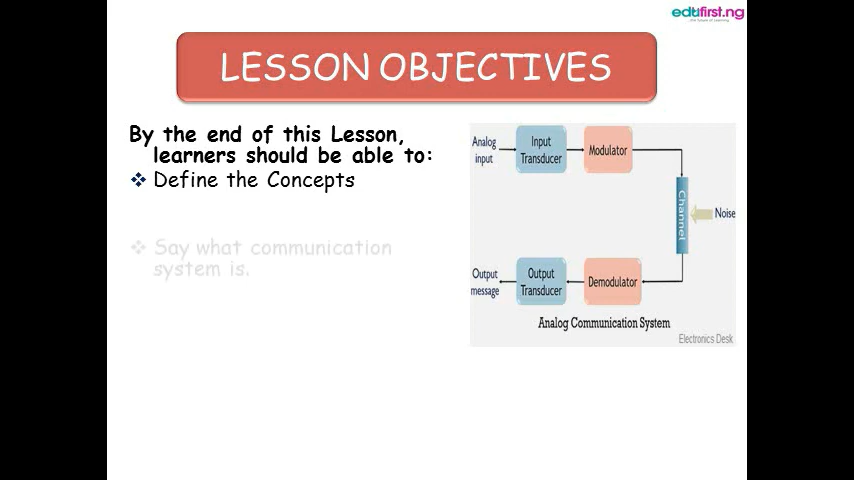 edufirst.ng
LESSON OBJECTIVES
By the end of this Lesson,
learners should be able to:
Define the Concepts
Say what communication
system is.
Analog
input
Input
Transducer
Modulator
Channel
Noise
Output
message
Output
Transducer
Demodulator
Analog Communication System
Electronics Desk